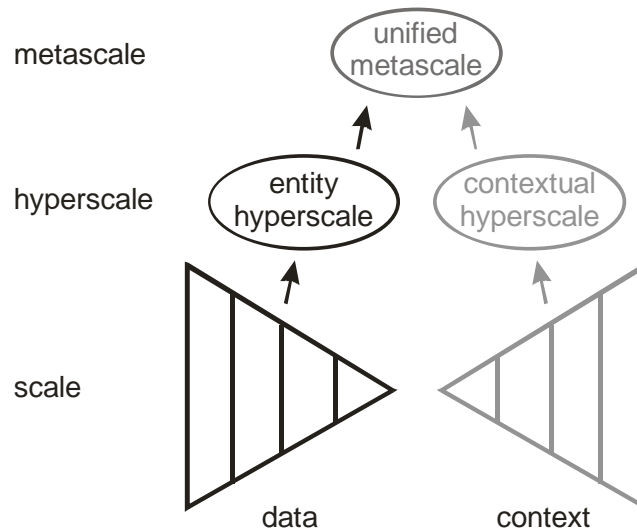 metascale
unified
metascale
hyperscale
entity
hyperscale
contextual
hyperscale
scale
data
context